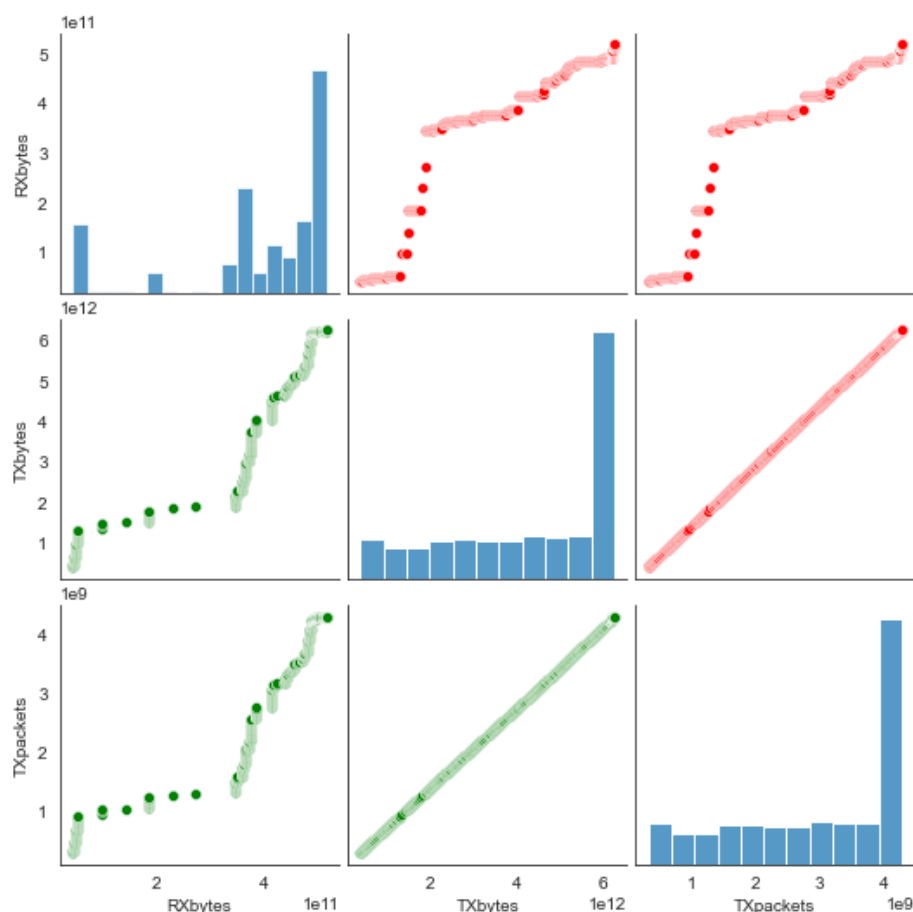 1e11
5
4
3
2
1
RXbytes
1e12
6
5
4
3
2
1
TXbytes
1e9
4
3
2
1
TXpackets
2 4
RXbytes 1e11
2 4 6
TXbytes 1e12
1 2 3 4
TXpackets 1e9